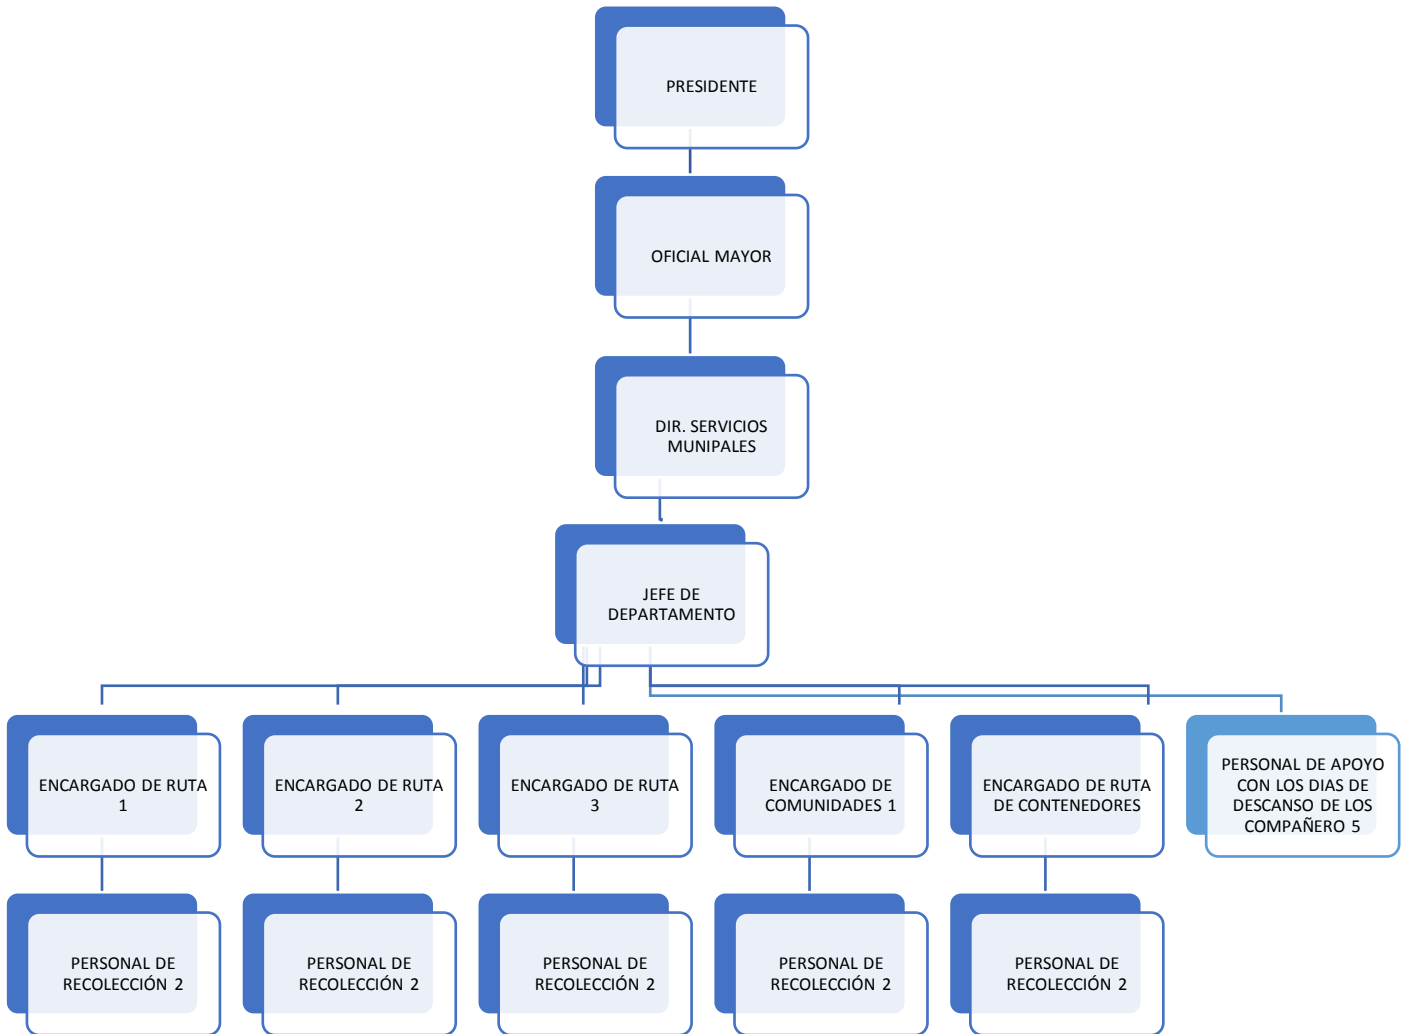 PRESIDENTE
OFICIAL MAYOR
DIR. SERVICIOS
MUNIPALES
JEFE DE
DEPARTAMENTO
ENCARGADO DE RUTA
1
ENCARGADO DE RUTA
2
ENCARGADO DE RUTA
3
ENCARGADO DE
COMUNIDADES 1
ENCARGADO DE RUTA
DE CONTENEDORES
PERSONAL DE APOYO
CON LOS DIAS DE
DESCANSO DE LOS
COMPAÑERO 5
PERSONAL DE
RECOLECCIÓN 2
PERSONAL DE
RECOLECCIÓN 2
PERSONAL DE
RECOLECCIÓN 2
PERSONAL DE
RECOLECCIÓN 2
PERSONAL DE
RECOLECCIÓN 2